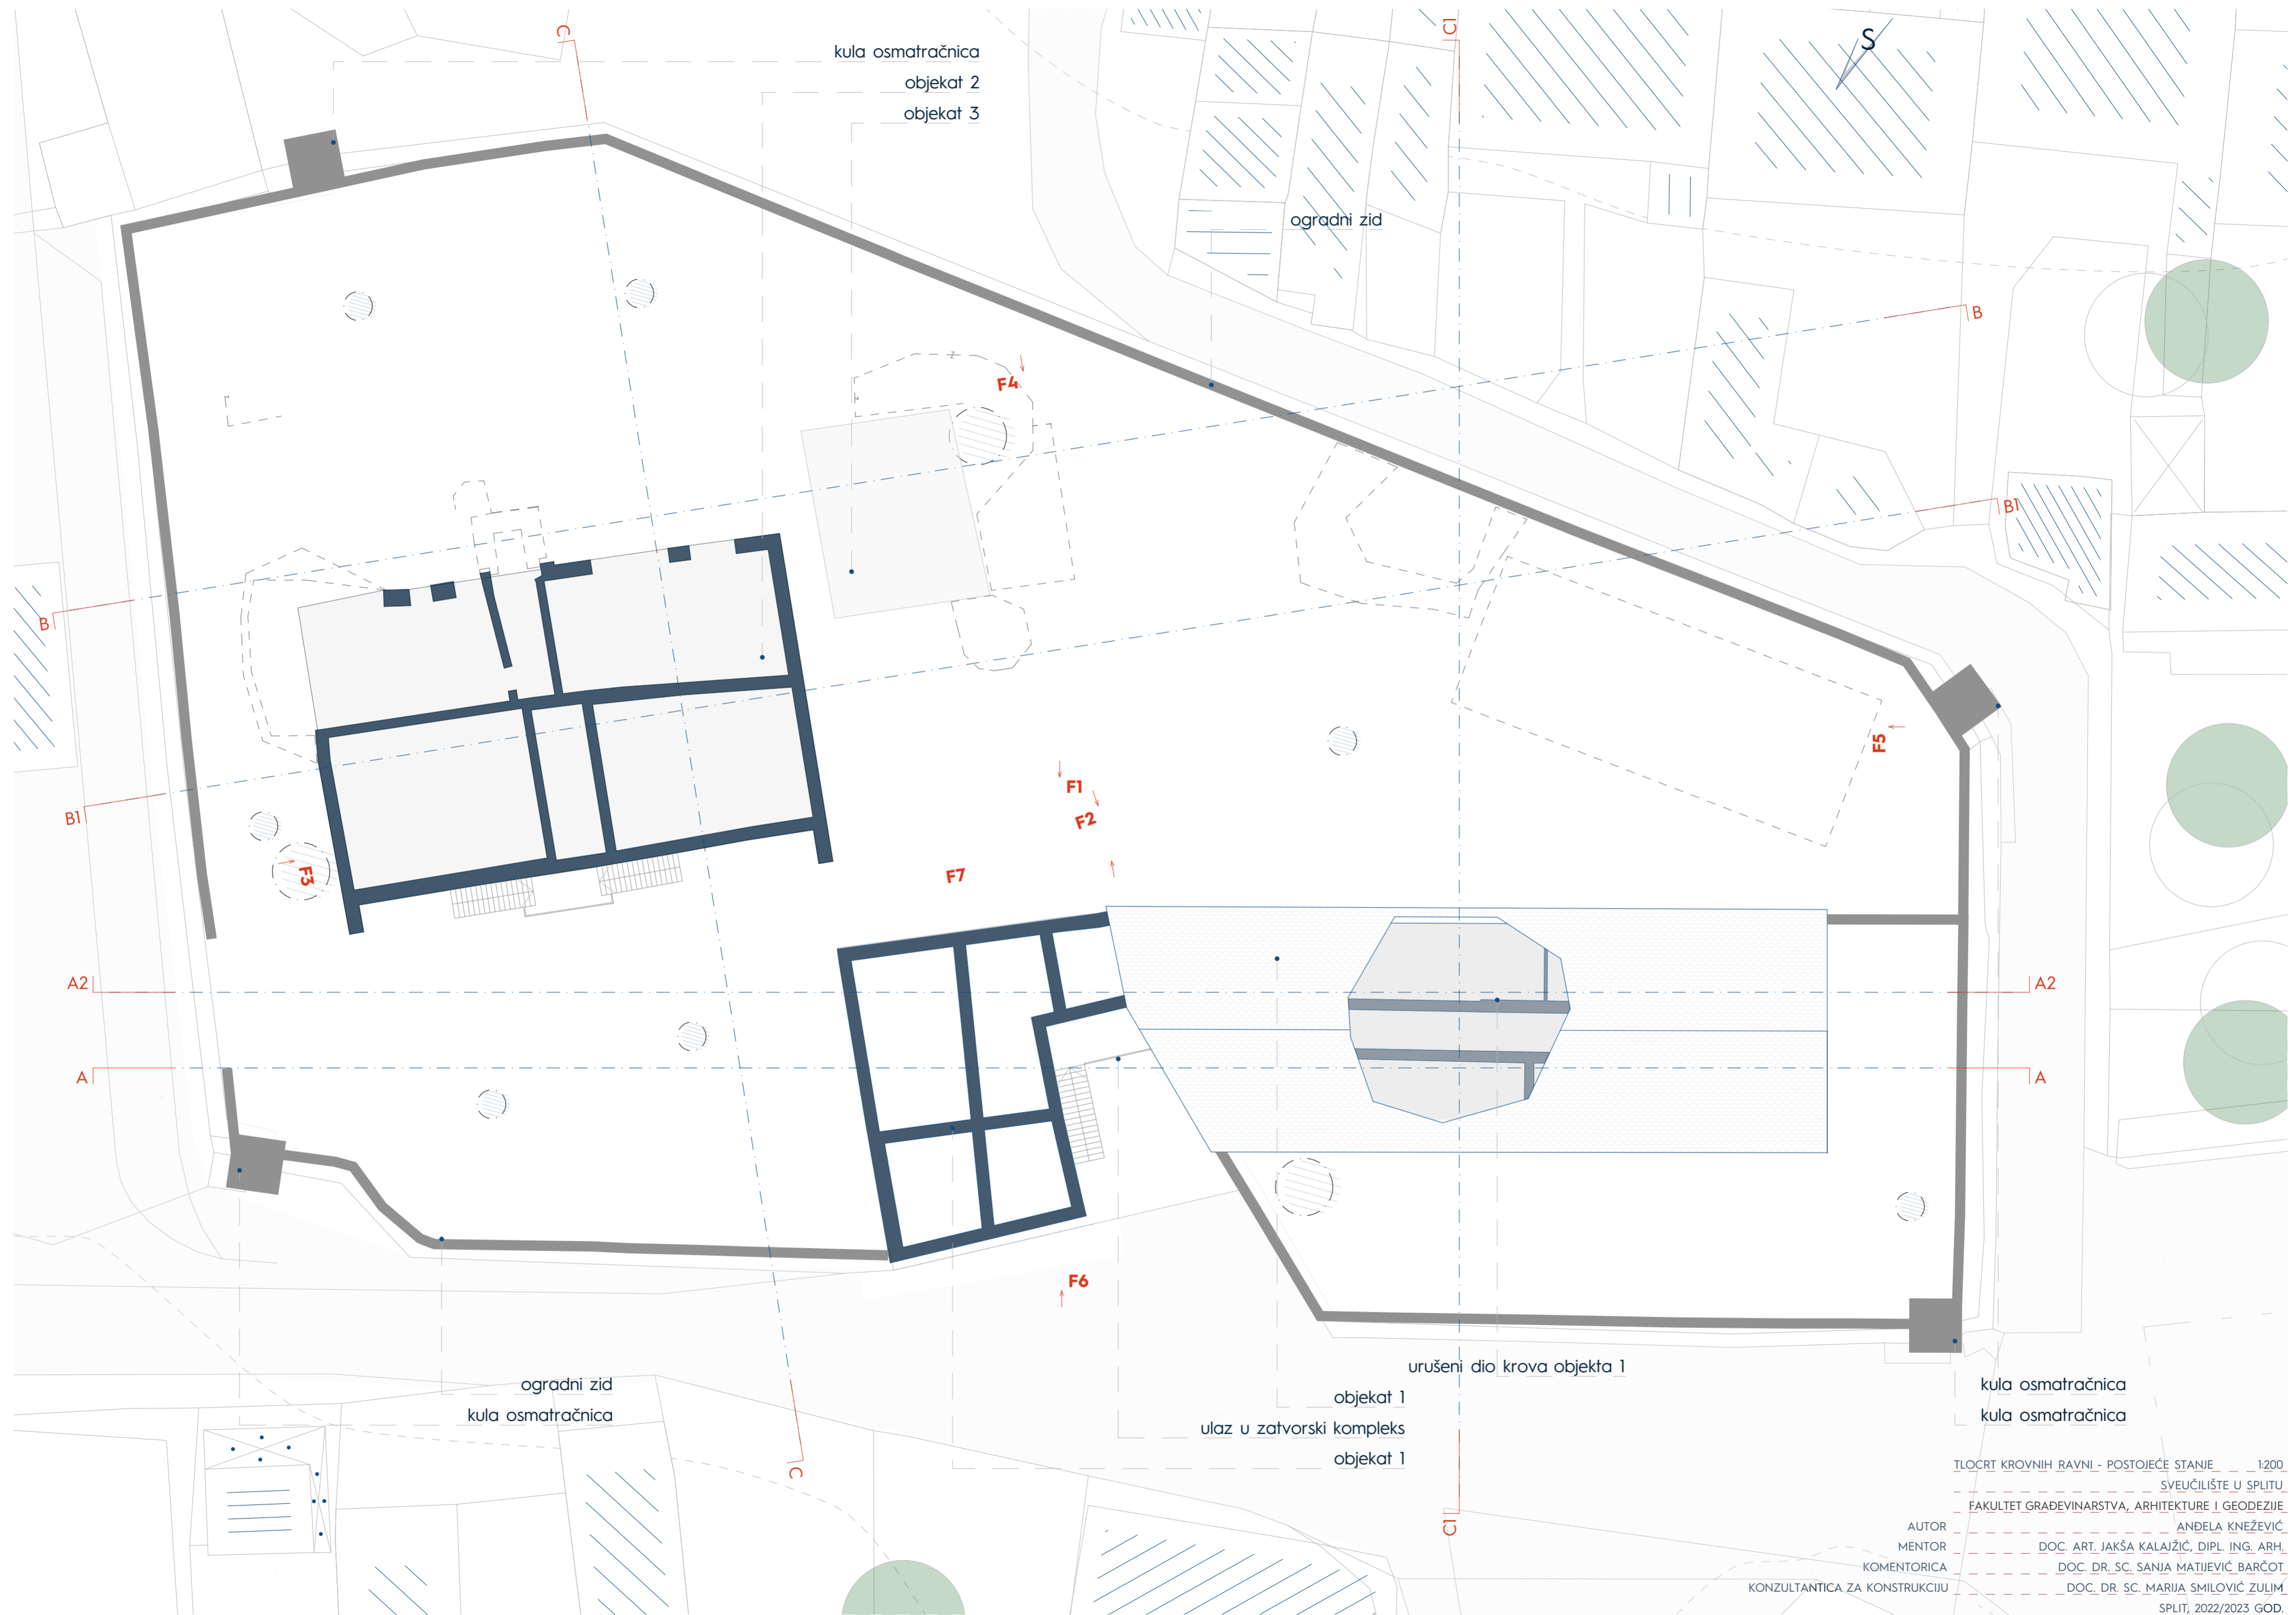 C
C1
S
kula osmatračnica
objekat 2
objekat 3
ogradni zid
B
F4
B1
B
F5
F1
F2
B1
F3
F7
A2
A2
A
A
F6
urušeni dio krova objekta 1
ogradni zid
kula osmatračnica
objekat 1
ulaz u zatvorski kompleks
objekat 1
kula osmatračnica
kula osmatračnica
C
C1
TLOCRT KROVNIH RAVNI - POSTOJEĆE STANJE 1:200
SVEUČILIŠTE U SPLITU
FAKULTET GRAĐEVINARSTVA, ARHITEKTURE I GEODEZIJE
AUTOR ANĐELA KNEŽEVIĆ
MENTOR DOC. ART. JAKŠA KALAJŽIĆ, DIPL. ING. ARH.
KOMENTORICA DOC. DR. SC. SANJA MATIJEVIĆ BARČOT
KONZULTANTICA ZA KONSTRUKCIJU DOC. DR. SC. MARIJA SMILOVIĆ ZULIM
SPLIT, 2022/2023 GOD.